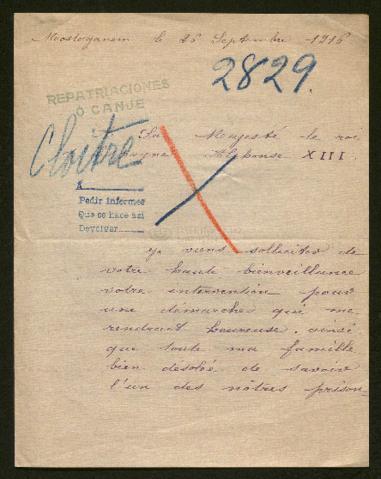 Mostaganem le 26 Septembre 1916
2829.
REPATRIACIONES
O CANJE
Cloitre
Sa Majesté le roi
Alphonse XIII.
A
Pedir informes
Que se hace así
Devolver
Je viens solliciter de
votre haute bienveillance
votre intervention pour
une démarche qui me
rendrait heureuse, ainsi
que toute ma famille
bien désolée de savoir
l'un des nôtres prison